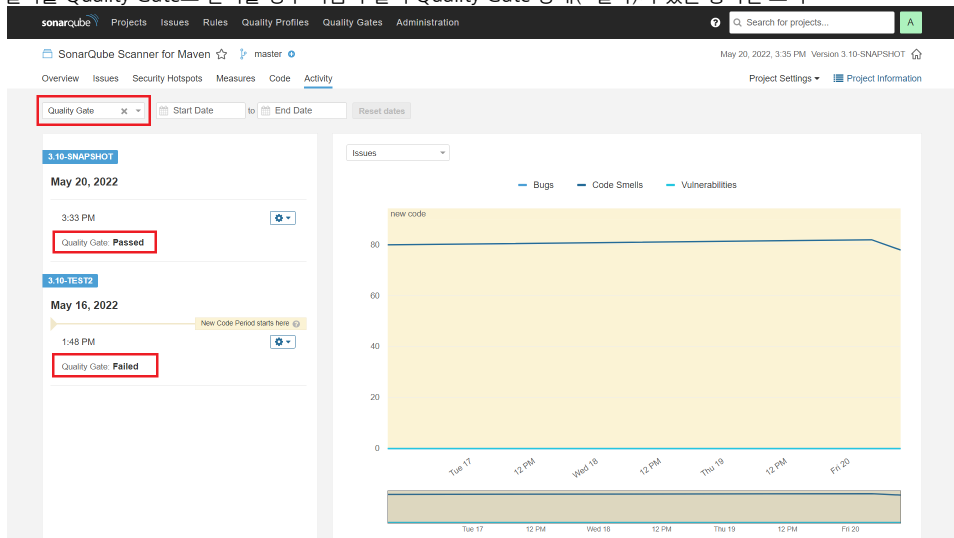 sonarqube Projects Issues Rules Quality Profiles Quality Gates Administration ? Search for projects... A
SonarQube Scanner for Maven master May 20, 2022, 3:35 PM Version 3.10-SNAPSHOT
Overview Issues Security Hotspots Measures Code Activity Project Settings Project Information
Quality Gate Start Date to End Date Reset dates
3.10-SNAPSHOT
May 20, 2022
3:33 PM
Quality Gate: Passed
3.10-TEST2
May 16, 2022
New Code Period starts here ?
1:48 PM
Quality Gate: Failed
Issues
Bugs Code Smells Vulnerabilities
new code
80
60
40
20
0
Tue 17 12 PM Wed 18 12 PM Thu 19 12 PM Fri 20
Tue 17 12 PM Wed 18 12 PM Thu 19 12 PM Fri 20